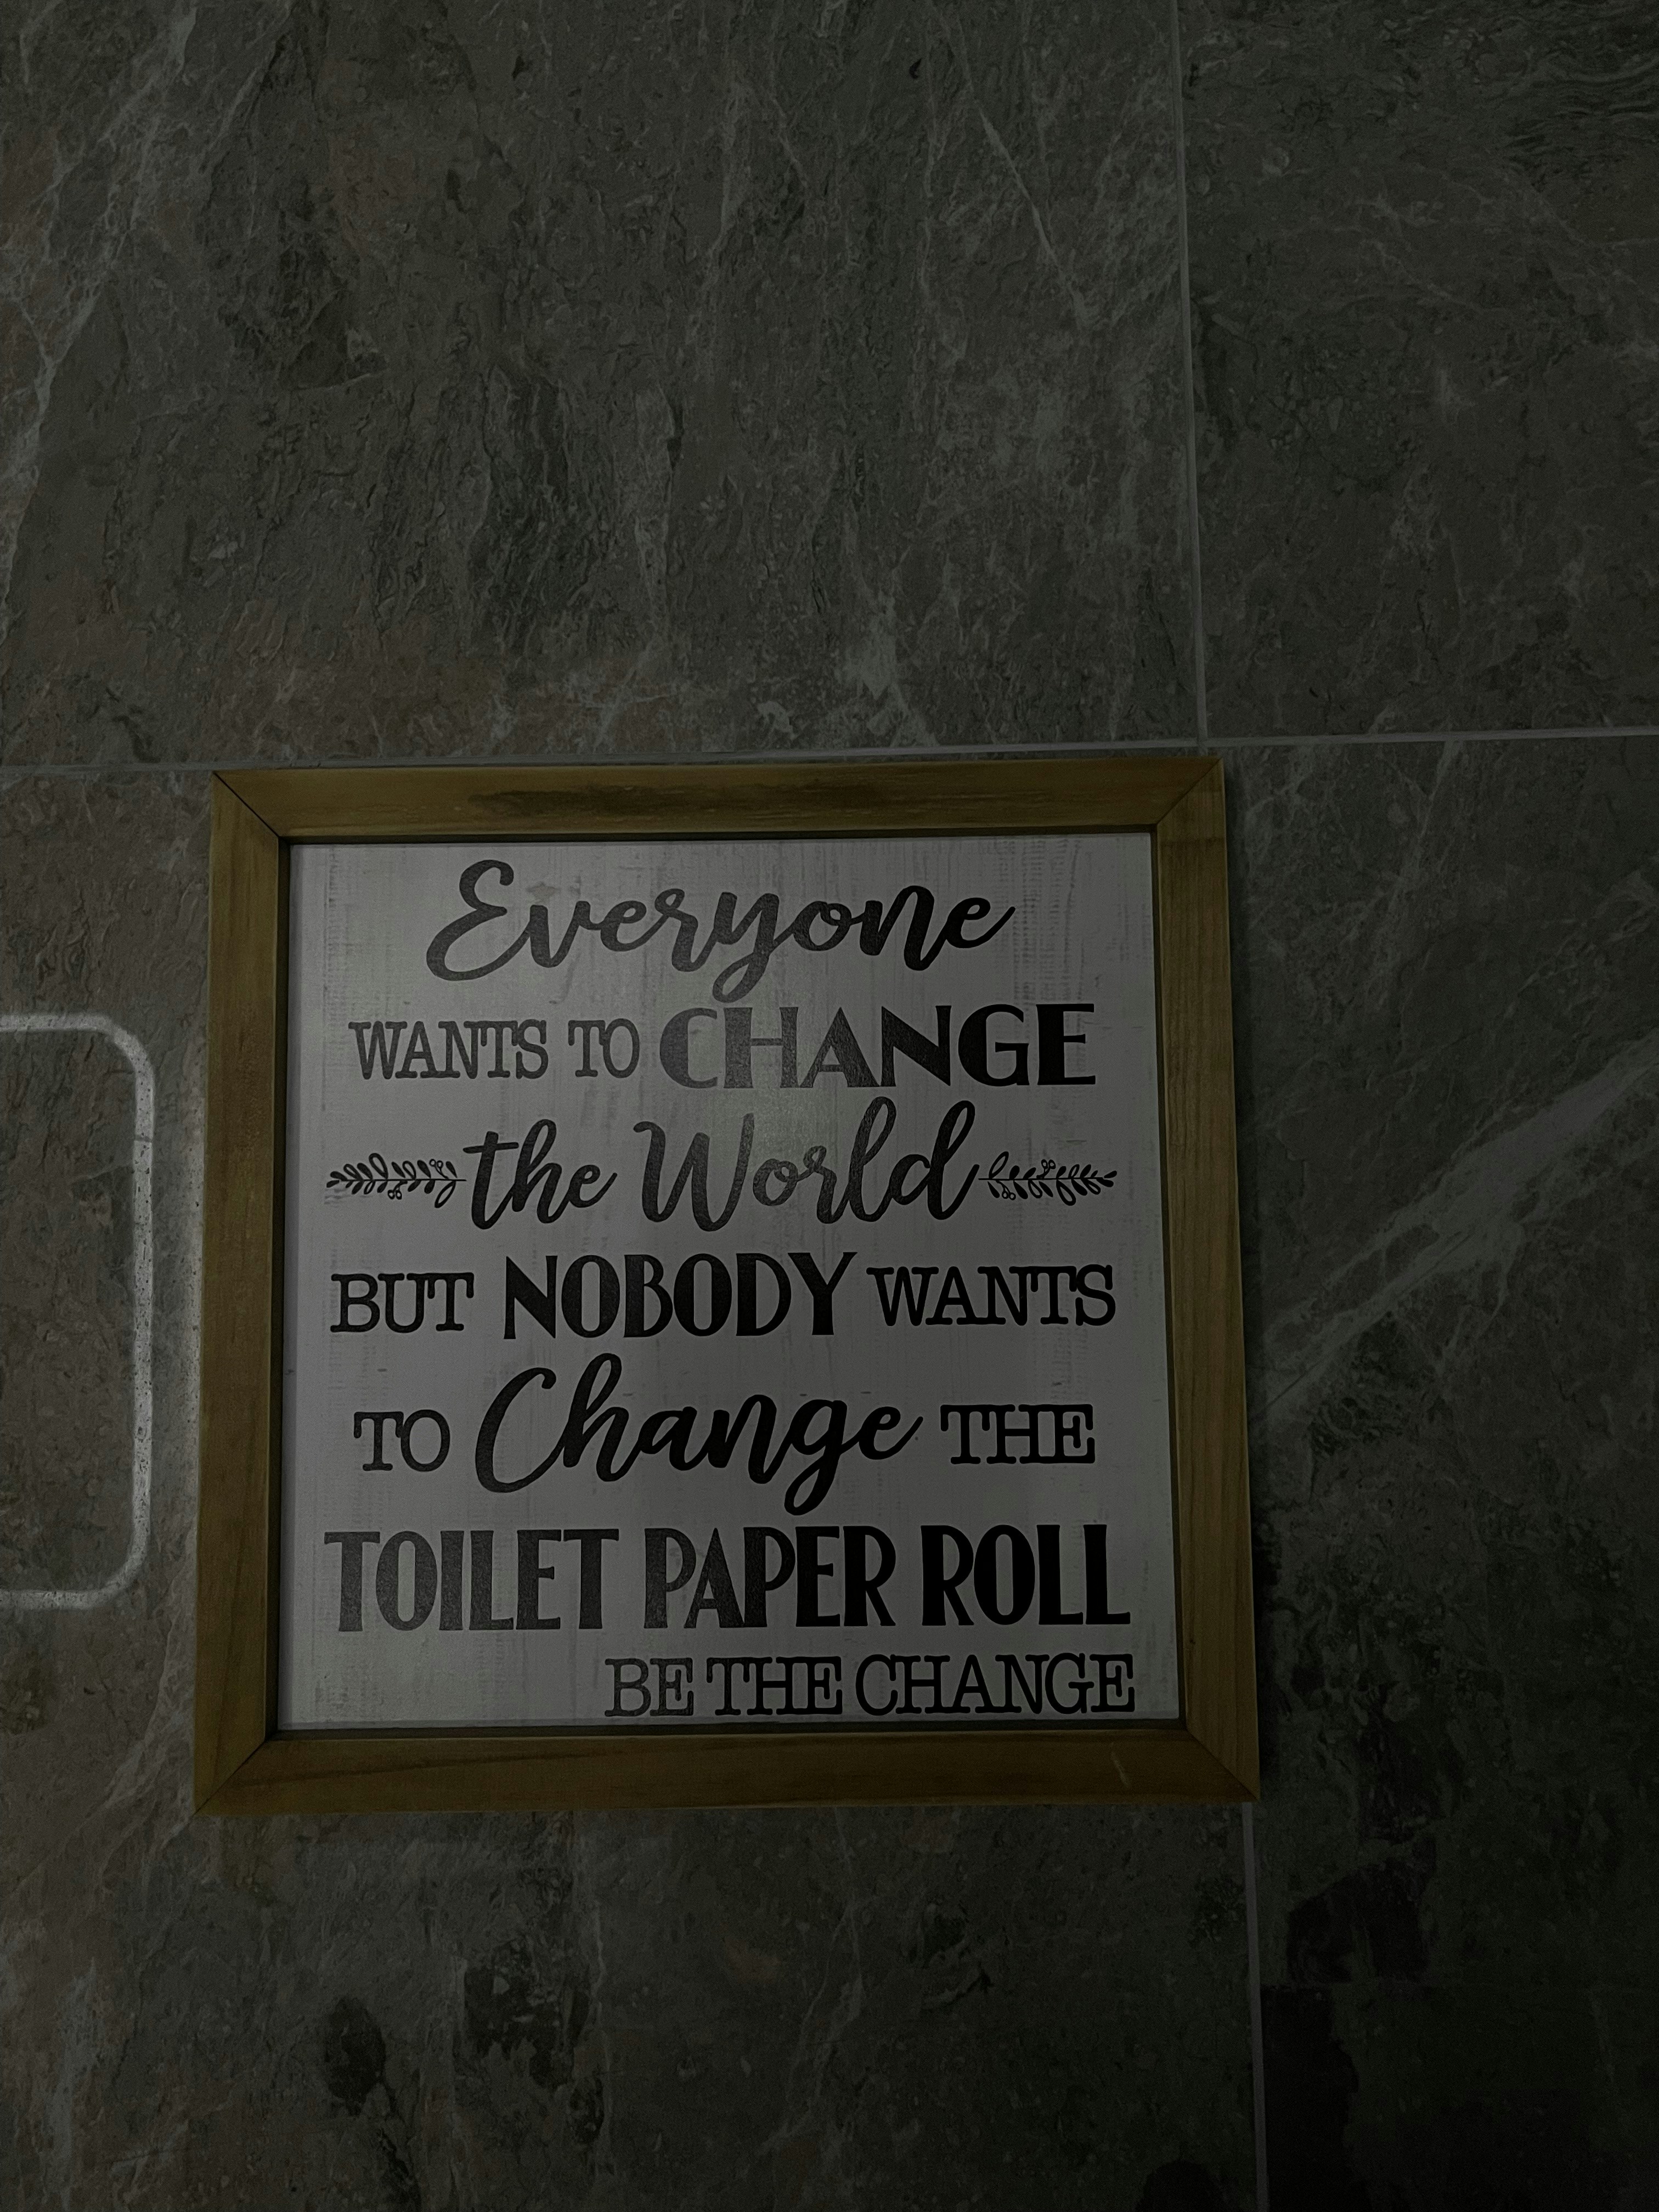 Everyone
WANTS TO CHANGE
the World
BUT NOBODY WANTS
TO Change THE
TOILET PAPER ROLL
BE THE CHANGE